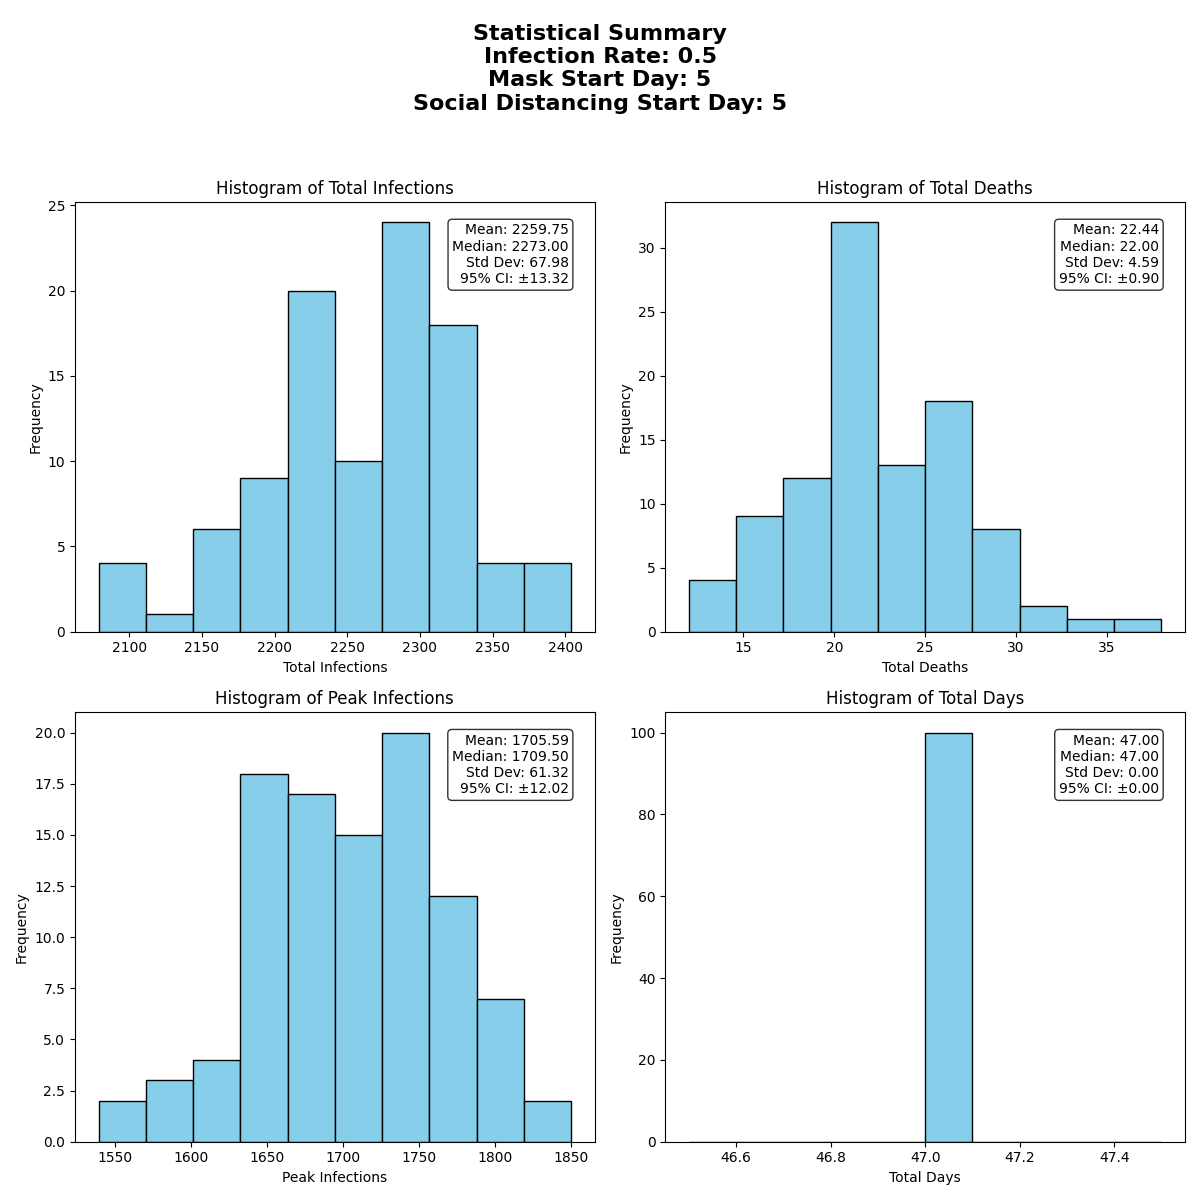 Statistical Summary
Infection Rate: 0.5
Mask Start Day: 5
Social Distancing Start Day: 5
Histogram of Total Infections
25
20
15
10
5
0
Frequency
Mean: 2259.75
Median: 2273.00
Std Dev: 67.98
95% CI: ±13.32
2100 2150 2200 2250 2300 2350 2400
Total Infections
Histogram of Total Deaths
30
25
20
15
10
5
0
Frequency
Mean: 22.44
Median: 22.00
Std Dev: 4.59
95% CI: ±0.90
15 20 25 30 35
Total Deaths
Histogram of Peak Infections
20.0
17.5
15.0
12.5
10.0
7.5
5.0
2.5
0.0
Frequency
Mean: 1705.59
Median: 1709.50
Std Dev: 61.32
95% CI: ±12.02
1550 1600 1650 1700 1750 1800 1850
Peak Infections
Histogram of Total Days
100
80
60
40
20
0
Frequency
Mean: 47.00
Median: 47.00
Std Dev: 0.00
95% CI: ±0.00
46.6 46.8 47.0 47.2 47.4
Total Days